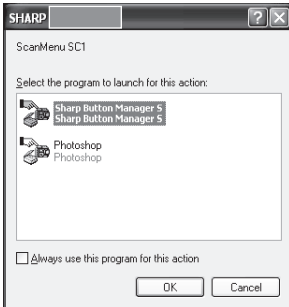 SHARP
ScanMenu SC1
Select the program to launch for this action:
Sharp Button Manager S
Sharp Button Manager S
Photoshop
Photoshop
Always use this program for this action
OK
Cancel